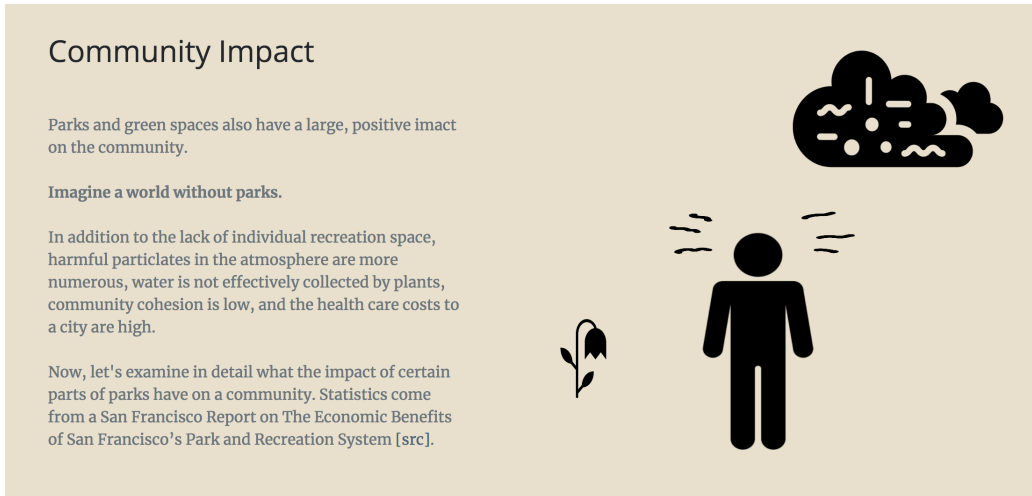 Community Impact
Parks and green spaces also have a large, positive imact
on the community.
Imagine a world without parks.
In addition to the lack of individual recreation space,
harmful particlates in the atmosphere are more
numerous, water is not effectively collected by plants,
community cohesion is low, and the health care costs to
a city are high.
Now, let's examine in detail what the impact of certain
parts of parks have on a community. Statistics come
from a San Francisco Report on The Economic Benefits
of San Francisco’s Park and Recreation System [src].